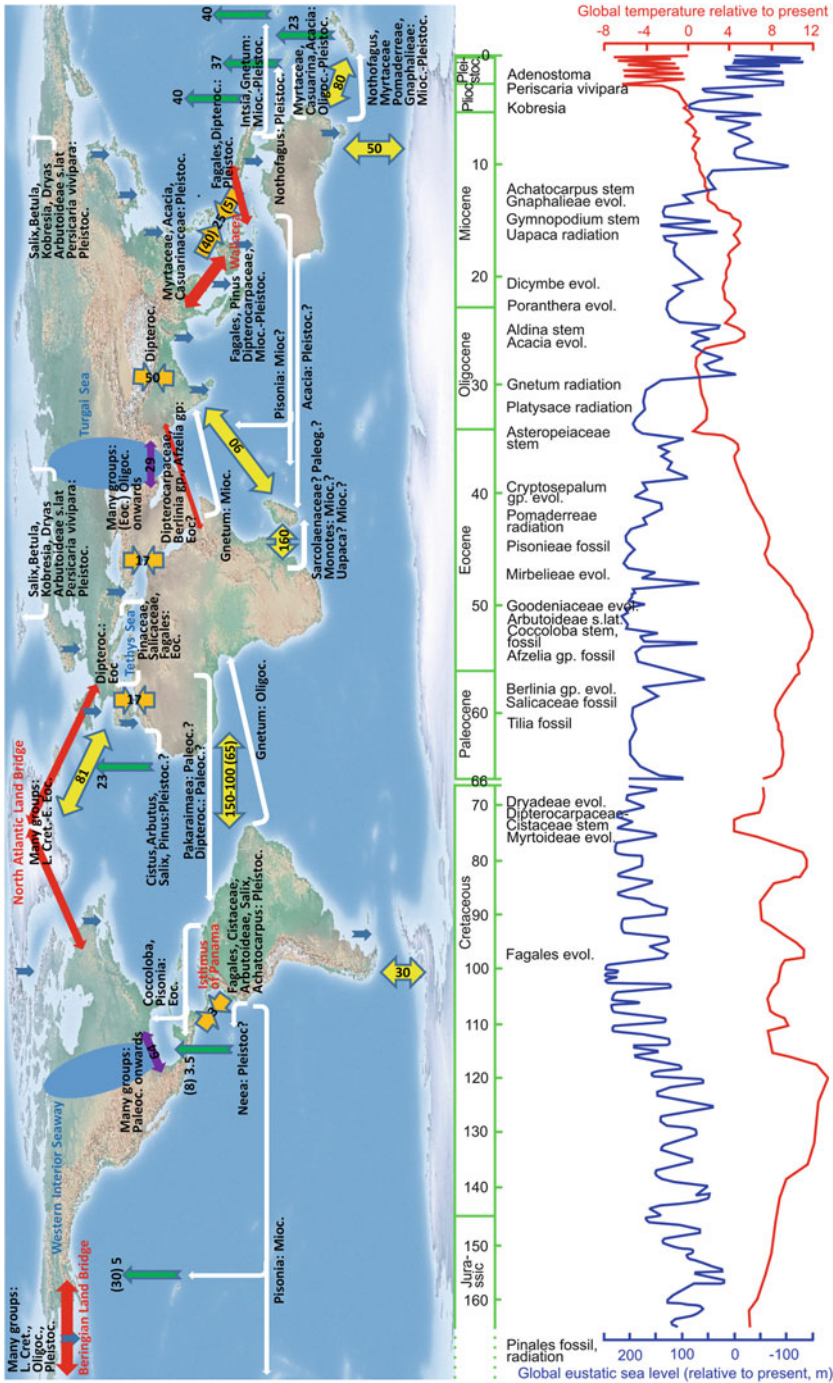 Many groups:
L. Cret.,
Oligoc.,
Pleistoc.
Beringian Land Bridge
Western Interior Seaway
Many groups:
Paleoc. onwards
64
(30) 5
Pisonia: Mioc.
(8) 3.5
Neea: Pleistoc?
Coccoloba,
Pisonia:
Eoc.
Isthmus
of Panama
3
Fagales, Cistaceae,
Arbutoideae, Salix,
Achatocarpus: Pleistoc.
30
North Atlantic Land Bridge
Many groups:
L. Cret.-E. Eoc.
81
23
Cistus,Arbutus,
Salix, Pinus:Pleistoc.?
Pakaraimaea: Paleoc.?
Dipteroc.: Paleoc.?
150-100 (65)
Gnetum: Oligoc.
Dipteroc.:
Eoc
17
Tethys Sea
Pinaceae,
Salicaceae,
Fagales:
Eoc.
17
Salix,Betula,
Kobresia, Dryas
Arbutoideae s.lat
Persicaria vivipara:
Pleistoc.
Turgai Sea
Many groups:
(Eoc.) Oligoc.
onwards
29
Dipterocarpaceae,
Berlinia gp., Afzelia gp:
Eoc?
Gnetum: Mioc.
160
Sarcolaenaceae? Paleog.?
Monotes: Mioc.?
Uapaca? Mioc.?
90
50
Dipteroc.
Pisonia: Mioc?
Acacia: Pleistoc.?
Salix,Betula,
Kobresia, Dryas
Arbutoideae s.lat
Persicaria vivipara:
Pleistoc.
Myrtaceae, Acacia,
Casuarinaceae: Pleistoc.
(40)
25
(5)
Wallacea
Fagales, Pinus
Dipterocarpaceae,
Mioc.-Pleistoc.
Fagales,Dipteroc.:
Pleistoc.
Nothofagus: Pleistoc.
Intsia,Gnetum:
Mioc.-Pleistoc.
40
37
40
23
Myrtaceae,
Casuarina,Acacia:
Oligoc.-Pleistoc.
80
Nothofagus,
Myrtaceae
Pomaderreae,
Gnaphalieae:
Mioc.-Pleistoc.
50
Jura-
ssic
Cretaceous
Paleocene
Eocene
Oligocene
Miocene
Plioc.
Plei-
stoc.
160
150
140
130
120
110
100
90
80
70
66
60
50
40
30
20
10
0
Adenostoma
Periscaria vivipara
Kobresia
Achatocarpus stem
Gnaphalieae evol.
Gymnopodium stem
Uapaca radiation
Dicymbe evol.
Poranthera evol.
Aldina stem
Acacia evol.
Gnetum radiation
Platysace radiation
Asteropeiaceae
stem
Cryptosepalum
gp. evol.
Pomaderreae
radiation
Pisonieae fossil
Mirbelieae evol.
Goodeniaceae evol.
Arbutoideae s.lat.
Coccoloba stem,
fossil
Afzelia gp. fossil
Berlinia gp. evol.
Salicaceae fossil
Tilia fossil
Dryadeae evol.
Dipterocarpaceae-
Cistaceae stem
Myrtoideae evol.
Fagales evol.
Pinales fossil,
radiation
Global temperature relative to present
-8 -4 0 4 8 12
200 100 0 -100
Global eustatic sea level (relative to present, m)